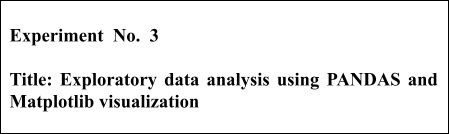 Experiment No. 3
Title: Exploratory data analysis using PANDAS and
Matplotlib visualization